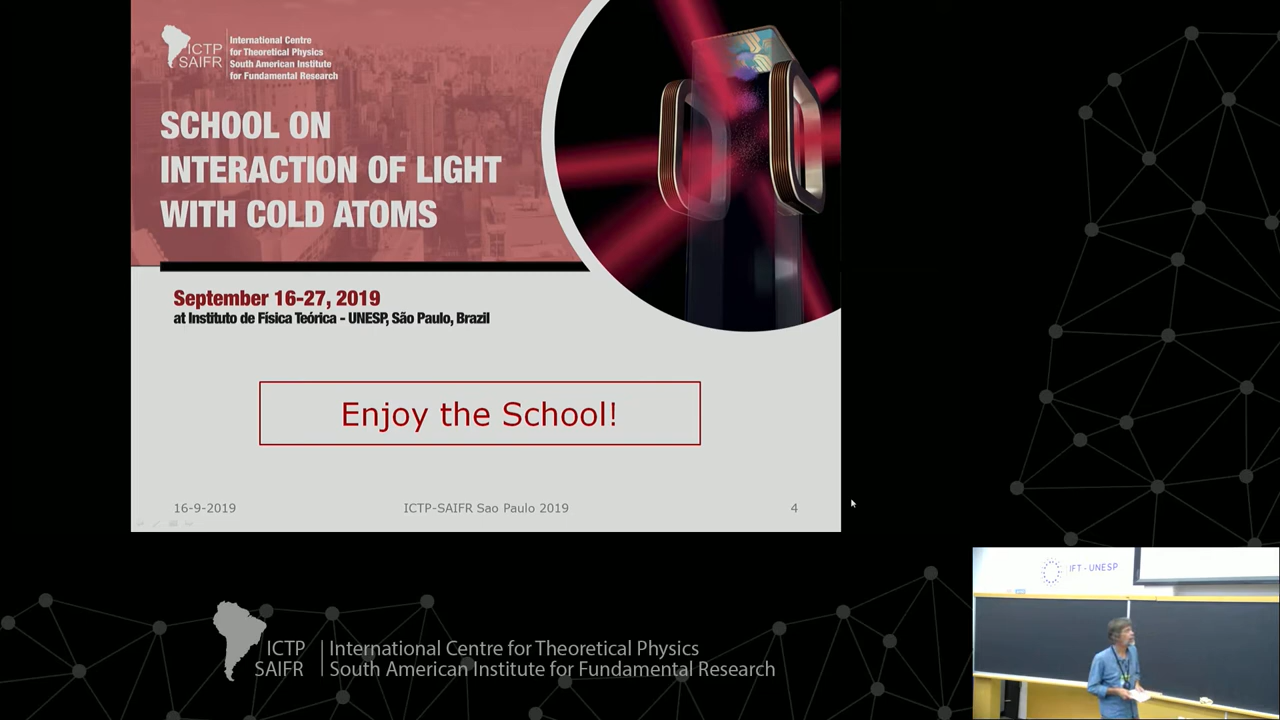 ICTP
SAIFR
International Centre
for Theoretical Physics
South American Institute
for Fundamental Research
SCHOOL ON
INTERACTION OF LIGHT
WITH COLD ATOMS
September 16-27, 2019
at Instituto de Física Teórica - UNESP, São Paulo, Brazil
Enjoy the School!
16-9-2019
ICTP-SAIFR Sao Paulo 2019
4
IFT - UNESP
ICTP
SAIFR
International Centre for Theoretical Physics
South American Institute for Fundamental Research